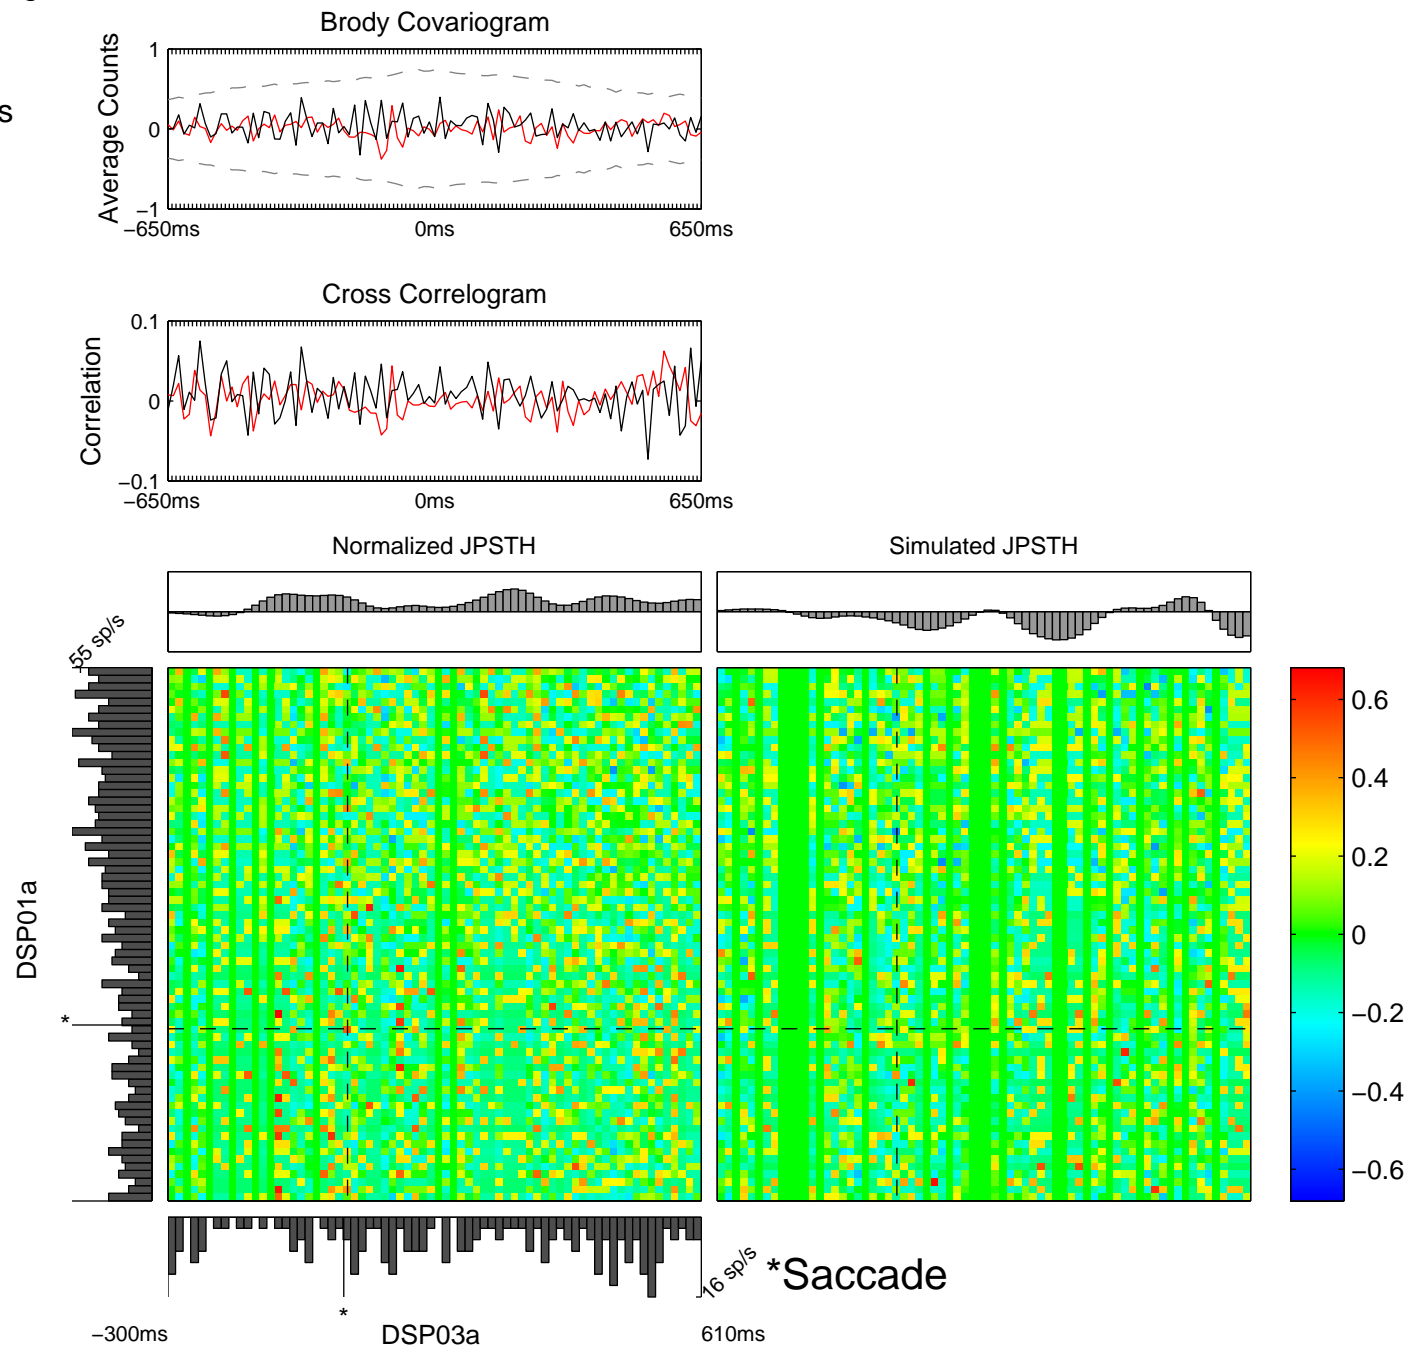 Brody Covariogram
Average Counts
1
0
−1
−650ms
0ms
650ms
s
Cross Correlogram
Correlation
0.1
0
−0.1
−650ms
0ms
650ms
Normalized JPSTH
Simulated JPSTH
55 sp/s
DSP01a
*
0.6
0.4
0.2
0
−0.2
−0.4
−0.6
16 sp/s
*Saccade
*
−300ms
DSP03a
610ms